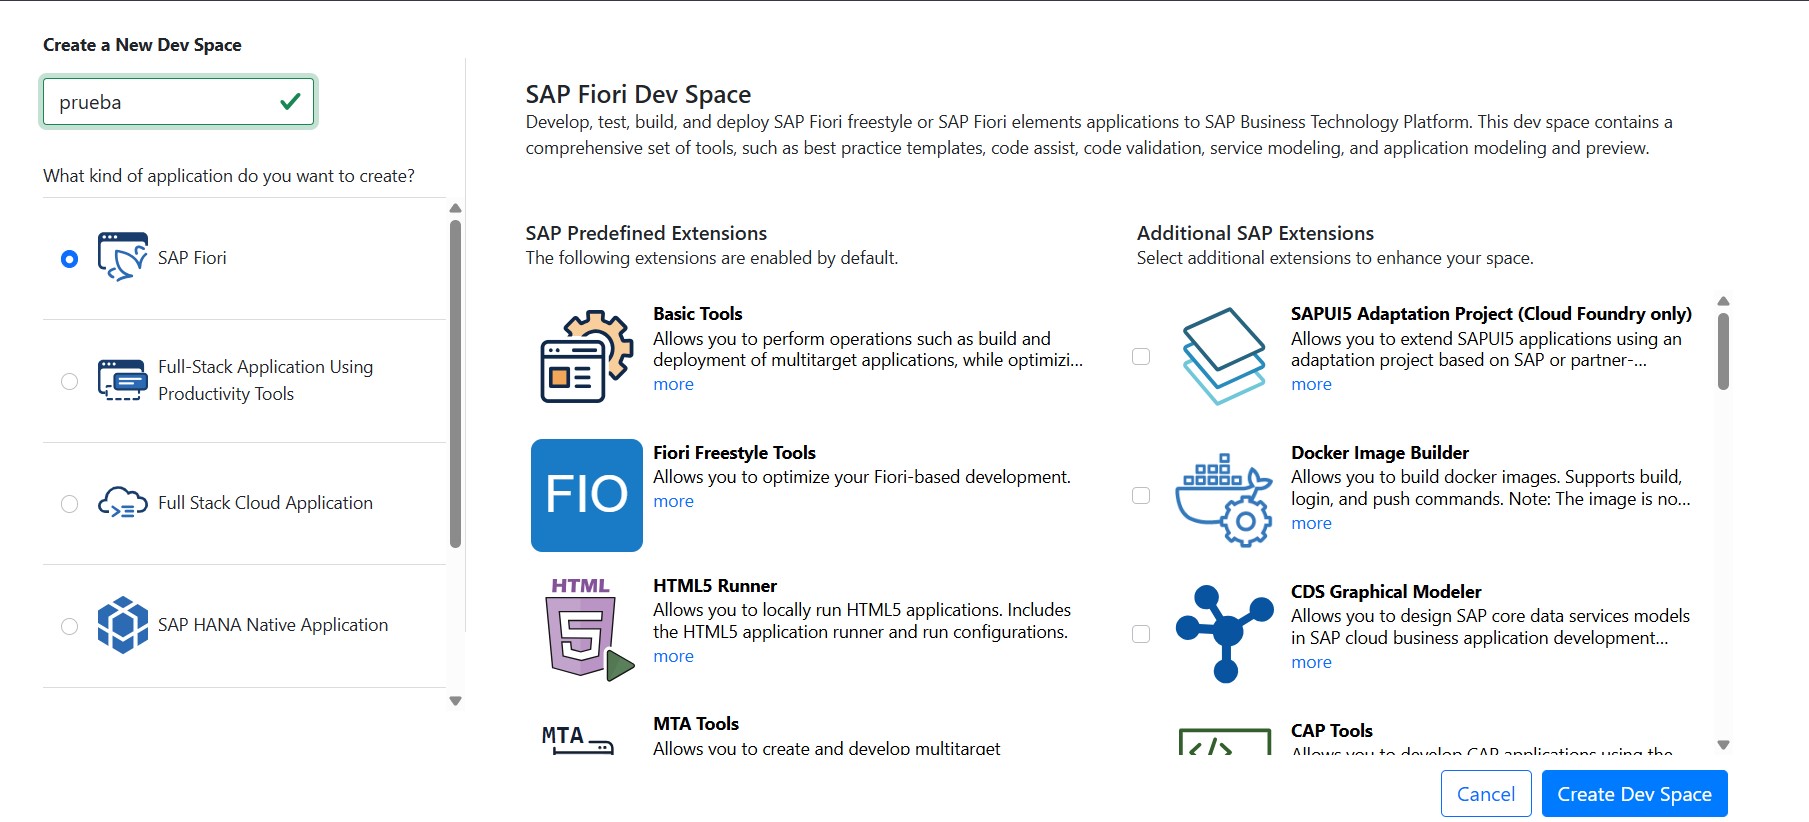 Create a New Dev Space
prueba
What kind of application do you want to create?
SAP Fiori
Full-Stack Application Using
Productivity Tools
Full Stack Cloud Application
SAP HANA Native Application
SAP Fiori Dev Space
Develop, test, build, and deploy SAP Fiori freestyle or SAP Fiori elements applications to SAP Business Technology Platform. This dev space contains a
comprehensive set of tools, such as best practice templates, code assist, code validation, service modeling, and application modeling and preview.
SAP Predefined Extensions
The following extensions are enabled by default.
Basic Tools
Allows you to perform operations such as build and
deployment of multitarget applications, while optimizi...
more
FIO
Fiori Freestyle Tools
Allows you to optimize your Fiori-based development.
more
HTML
5
HTML5 Runner
Allows you to locally run HTML5 applications. Includes
the HTML5 application runner and run configurations.
more
MTA
MTA Tools
Allows you to create and develop multitarget
Additional SAP Extensions
Select additional extensions to enhance your space.
SAPUI5 Adaptation Project (Cloud Foundry only)
Allows you to extend SAPUI5 applications using an
adaptation project based on SAP or partner-...
more
Docker Image Builder
Allows you to build docker images. Supports build,
login, and push commands. Note: The image is no...
more
CDS Graphical Modeler
Allows you to design SAP core data services models
in SAP cloud business application development...
more
</>
CAP Tools
Allows you to develop CAP applications using the
Cancel
Create Dev Space